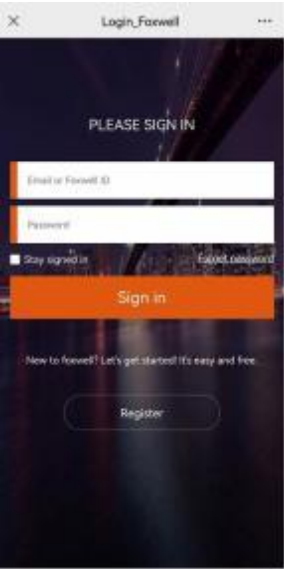 Login_Foxwell
PLEASE SIGN IN
Email or Foxwell ID
Password
Stay signed in
Forgot password
Sign in
New to foxwell? Let's get started! It's easy and free.
Register